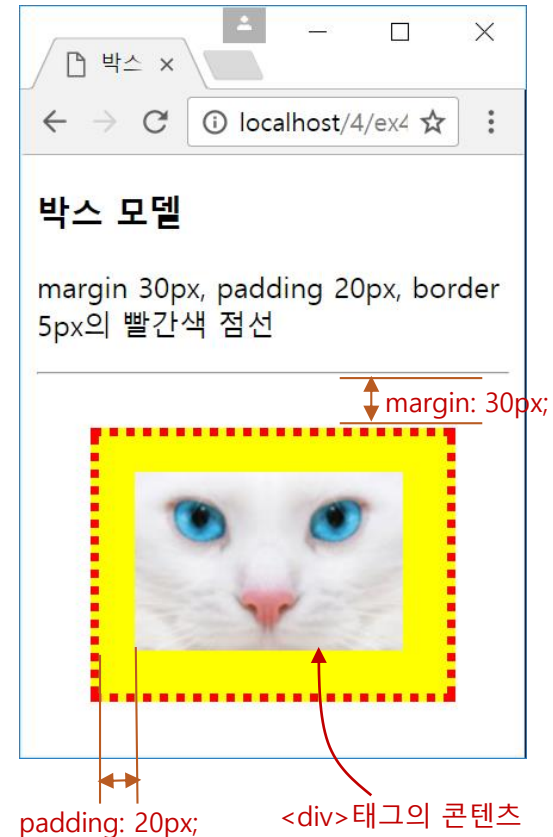 박스
localhost/4/ex4
박스 모델
margin 30px, padding 20px, border
5px의 빨간색 점선
margin: 30px;
padding: 20px;
<div>태그의 콘텐츠